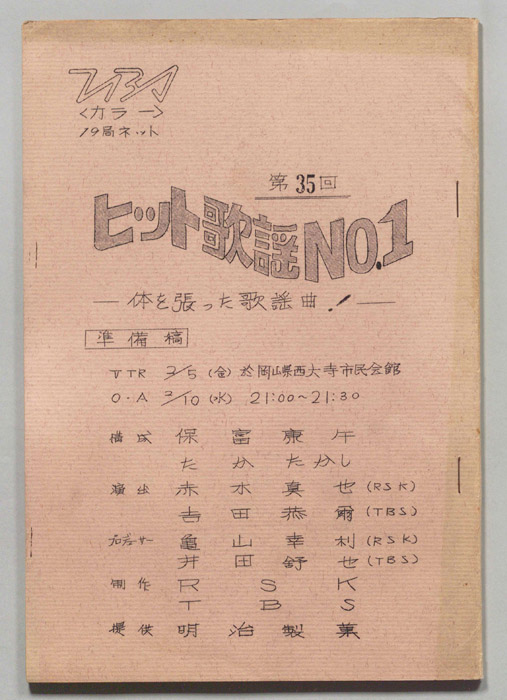 TBS
〈カラー〉
19局ネット
第35回
ヒット歌謡NO.1
―体を張った歌謡曲!―
準備稿
VTR 3/5(金)於岡山県西大寺市民会館
O・A 3/10(水) 21:00~21:30
構成 保富康午
たかたかし
演出 赤木真也(RSK)
吉田恭爾(TBS)
プロデューサー 亀山幸利(RSK)
井田舒也(TBS)
制作 RSK
TBS
提供 明治製菓